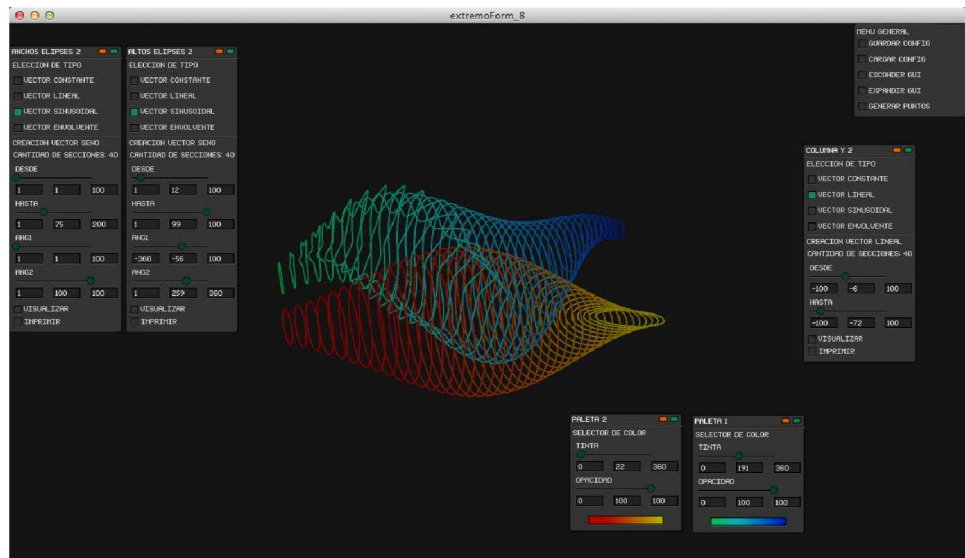 extremoForm_8
ANCHOS ELIPSES 2
ELECCION DE TIPO
VECTOR CONSTANTE
VECTOR LINEAL
VECTOR SINUSOIDAL
VECTOR ENVOLVENTE
CREACION VECTOR SENO
CANTIDAD DE SECCIONES: 40
DESDE
1 1 100
HASTA
1 75 200
ANG1
1 1 100
ANG2
1 100 100
VISUALIZAR
IMPRIMIR
ALTOS ELIPSES 2
ELECCION DE TIPO
VECTOR CONSTANTE
VECTOR LINEAL
VECTOR SINUSOIDAL
VECTOR ENVOLVENTE
CREACION VECTOR SENO
CANTIDAD DE SECCIONES: 40
DESDE
1 12 100
HASTA
1 99 100
ANG1
-360 -56 100
ANG2
1 259 360
VISUALIZAR
IMPRIMIR
MENU GENERAL
GUARDAR CONFIG
CARGAR CONFIG
ESCONDER GUI
EXPANDIR GUI
GENERAR PUNTOS
COLUMNA Y 2
ELECCION DE TIPO
VECTOR CONSTANTE
VECTOR LINEAL
VECTOR SINUSOIDAL
VECTOR ENVOLVENTE
CREACION VECTOR LINEAL
CANTIDAD DE SECCIONES: 40
DESDE
-100 -6 100
HASTA
-100 -72 100
VISUALIZAR
IMPRIMIR
PALETA 2
SELECTOR DE COLOR
TINTA
0 22 360
OPACIDAD
0 100 100
PALETA 1
SELECTOR DE COLOR
TINTA
0 191 360
OPACIDAD
0 100 100